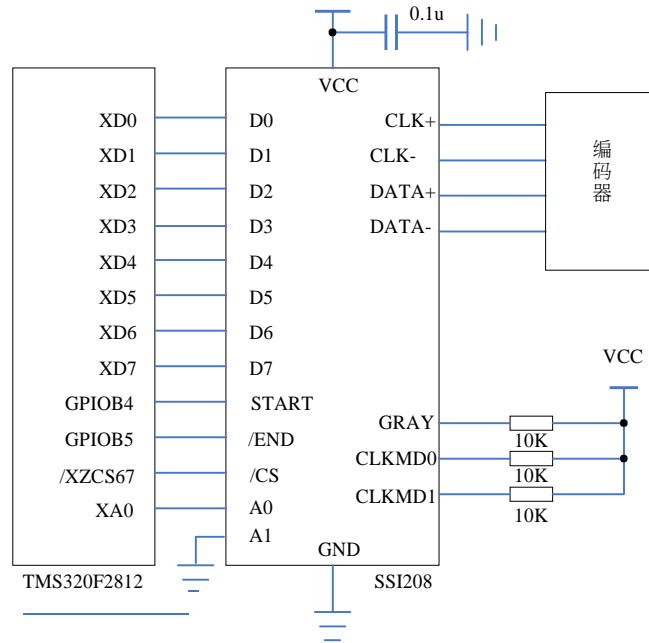 0.1u
VCC
XD0 D0 CLK+
XD1 D1 CLK-
XD2 D2 DATA+
XD3 D3 DATA-
编码器
XD4 D4
XD5 D5
XD6 D6
XD7 D7
VCC
GPIOB4 START GRAY
10K
GPIOB5 /END CLKMD0
10K
/XZCS67 /CS CLKMD1
10K
XA0 A0
A1
GND
TMS320F2812 SSI208